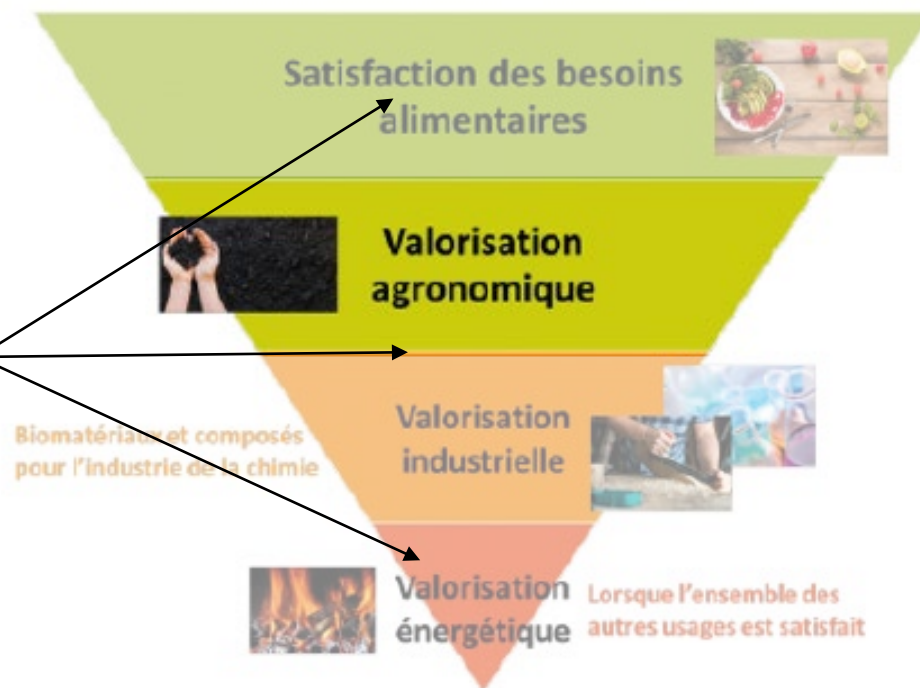 Satisfaction des besoins
alimentaires
Valorisation
agronomique
Biomatériaux et composés
pour l'industrie de la chimie
Valorisation
industrielle
Valorisation
énergétique
Lorsque l'ensemble des
autres usages est satisfait